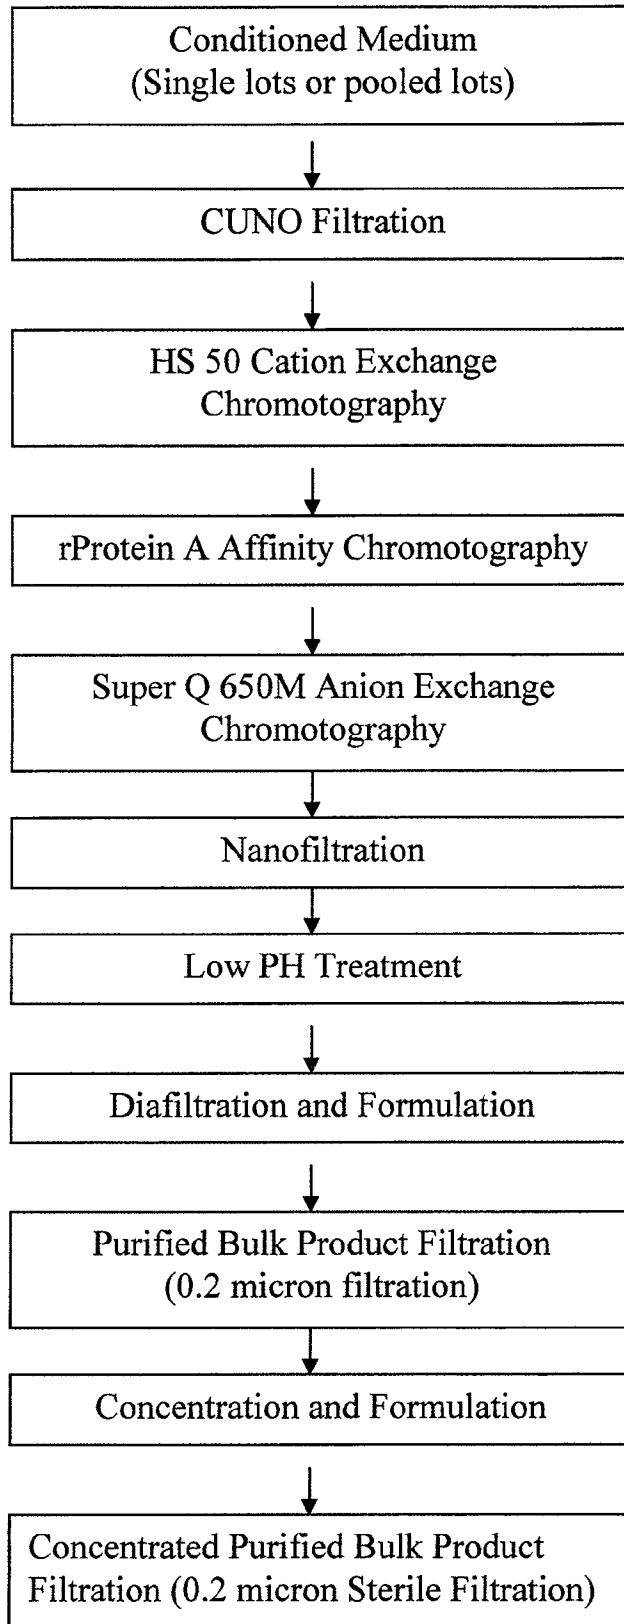 Conditioned Medium
(Single lots or pooled lots)
CUNO Filtration
HS 50 Cation Exchange
Chromotography
rProtein A Affinity Chromotography
Super Q 650M Anion Exchange
Chromotography
Nanofiltration
Low PH Treatment
Diafiltration and Formulation
Purified Bulk Product Filtration
(0.2 micron filtration)
Concentration and Formulation
Concentrated Purified Bulk Product
Filtration (0.2 micron Sterile Filtration)